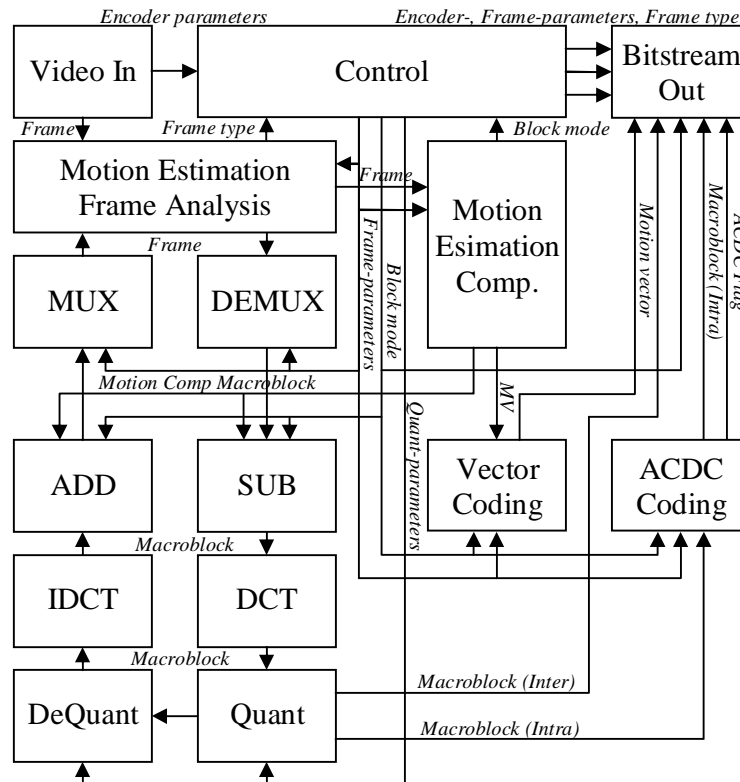 Encoder parameters
Encoder-, Frame-parameters, Frame type
Video In
Control
Bitstream
Out
Frame
Frame type
Block mode
Motion Estimation
Frame Analysis
Frame
Motion
Esimation
Comp.
Frame-parameters
Block mode
Motion vector
Macroblock (Intra)
ACDC Flag
Frame
MUX
DEMUX
Motion Comp Macroblock
MV
Quant-parameters
ADD
SUB
Vector
Coding
ACDC
Coding
Macroblock
IDCT
DCT
Macroblock
Macroblock (Inter)
DeQuant
Quant
Macroblock (Intra)